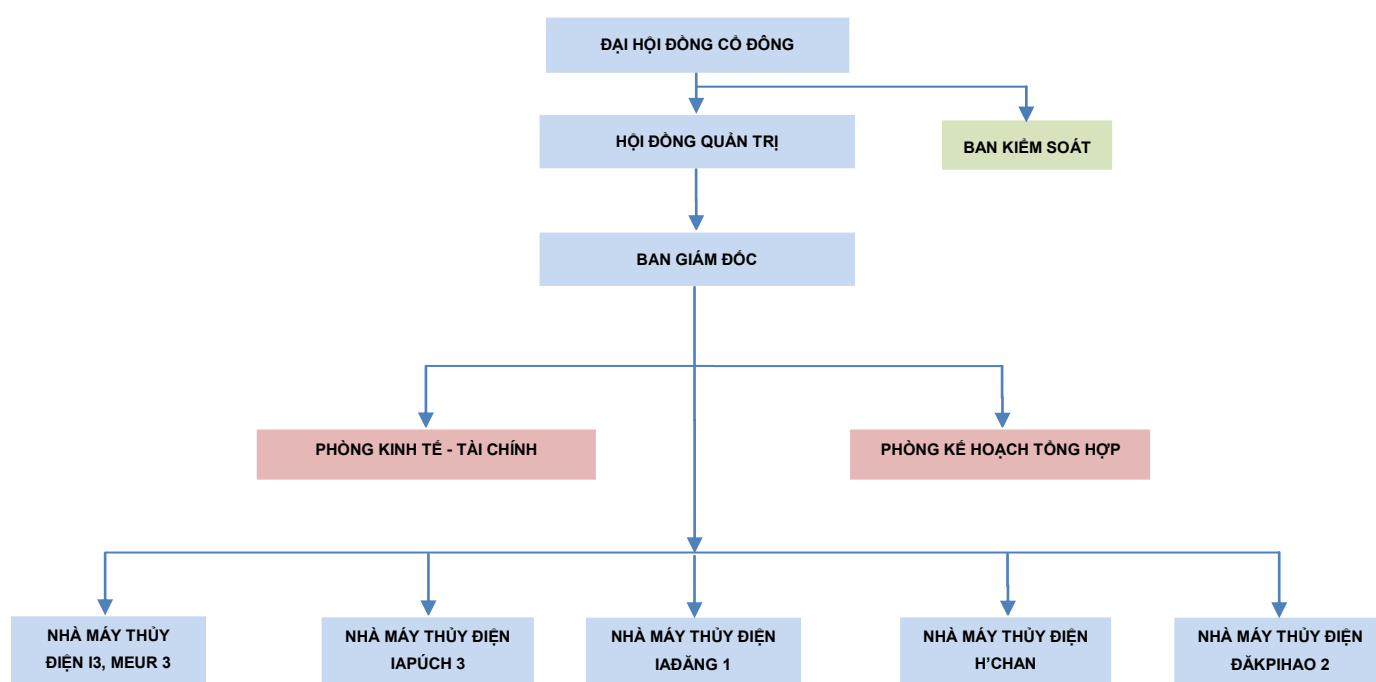 ĐẠI HỘI ĐỒNG CỔ ĐÔNG
HỘI ĐỒNG QUẢN TRỊ
BAN KIỂM SOÁT
BAN GIÁM ĐỐC
PHÒNG KINH TẾ - TÀI CHÍNH
PHÒNG KẾ HOẠCH TỔNG HỢP
NHÀ MÁY THỦY
ĐIỆN I3, MEUR 3
NHÀ MÁY THỦY ĐIỆN
IAPÚCH 3
NHÀ MÁY THỦY ĐIỆN
IAĐĂNG 1
NHÀ MÁY THỦY ĐIỆN
H’CHAN
NHÀ MÁY THỦY ĐIỆN
ĐĂKPIHAO 2